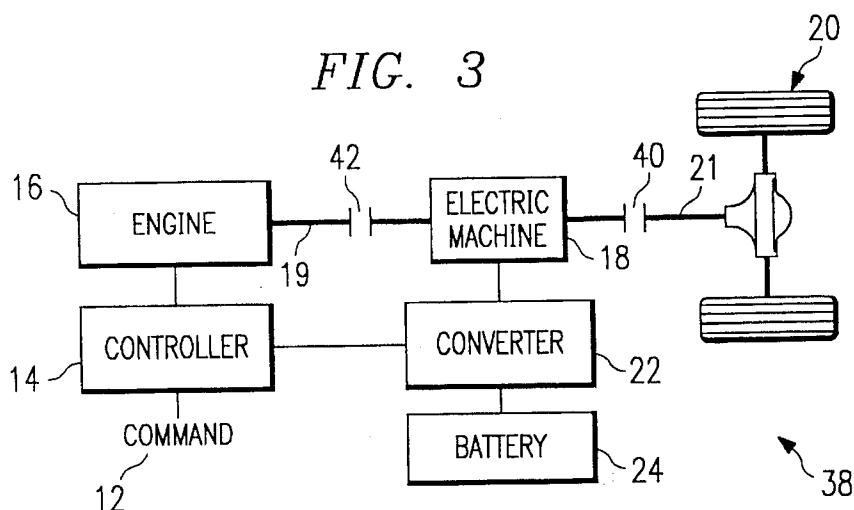 FIG. 3
20
42
40
21
16
ENGINE
ELECTRIC
MACHINE
19
18
CONTROLLER
CONVERTER
14
22
COMMAND
BATTERY
12
24
38